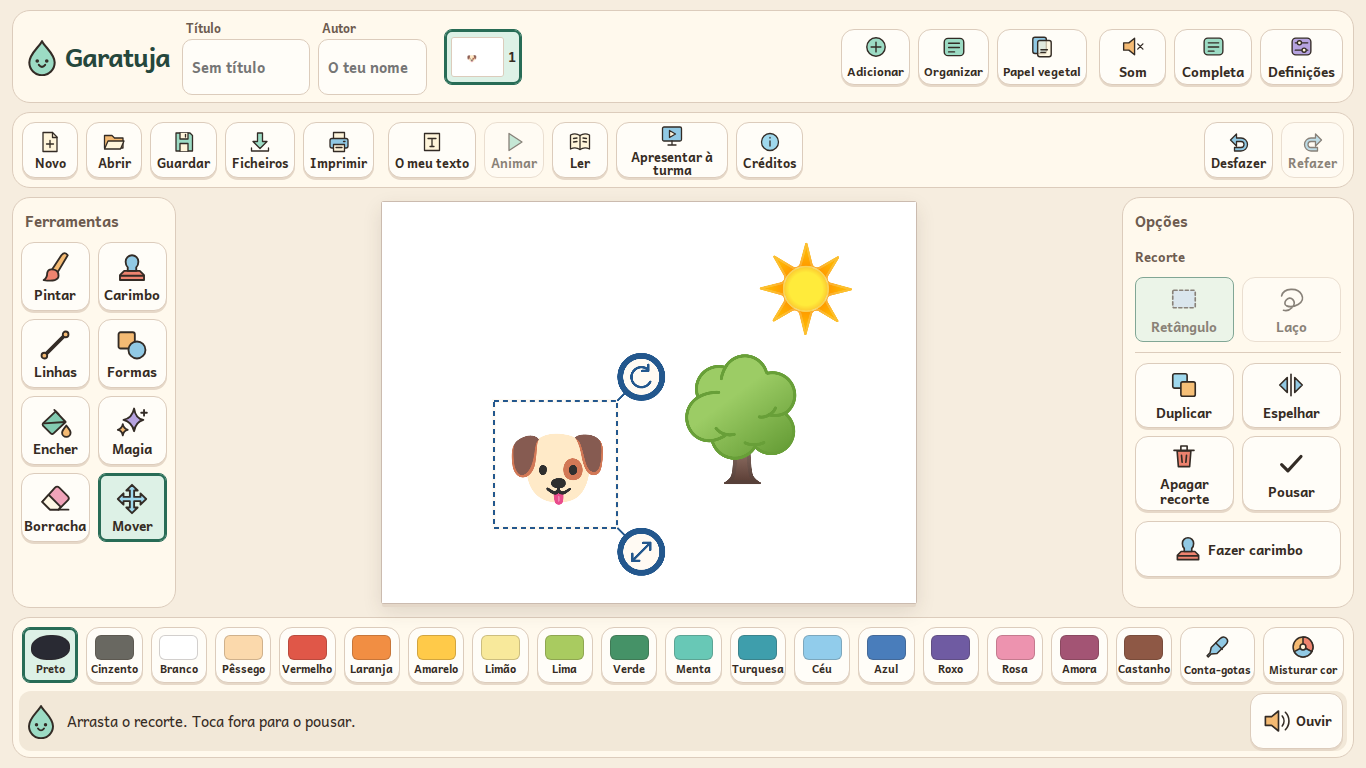 Garatuja
Título
Sem título
Autor
O teu nome
1
Adicionar
Organizar
Papel vegetal
Som
Completa
Definições
Novo
Abrir
Guardar
Ficheiros
Imprimir
O meu texto
Animar
Ler
Apresentar à
turma
Créditos
Desfazer
Refazer
Ferramentas
Pintar
Carimbo
Linhas
Formas
Encher
Magia
Borracha
Mover
Opções
Recorte
Retângulo
Laço
Duplicar
Espelhar
Apagar
recorte
Pousar
Fazer carimbo
Preto
Cinzento
Branco
Pêssego
Vermelho
Laranja
Amarelo
Limão
Lima
Verde
Menta
Turquesa
Céu
Azul
Roxo
Rosa
Amora
Castanho
Conta-gotas
Misturar cor
Arrasta o recorte. Toca fora para o pousar.
Ouvir